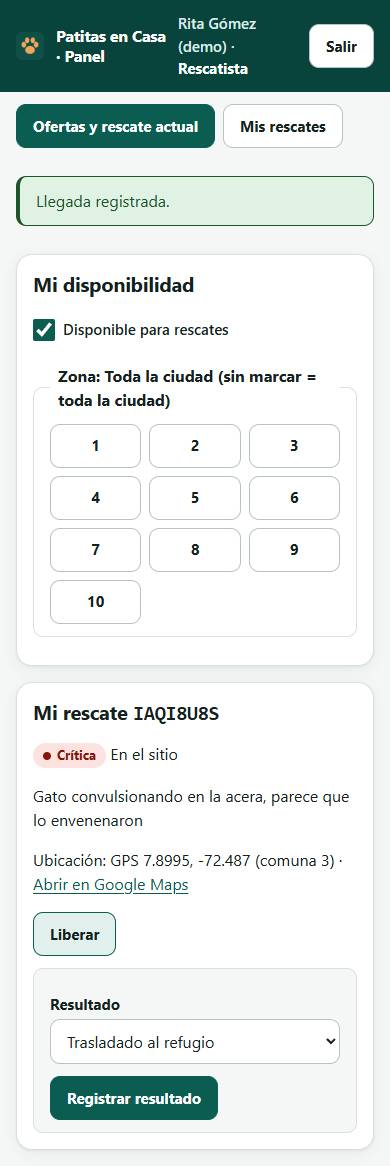 Patitas en Casa
· Panel
Rita Gómez
(demo) ·
Rescatista
Salir
Ofertas y rescate actual
Mis rescates
Llegada registrada.
Mi disponibilidad
Disponible para rescates
Zona: Toda la ciudad (sin marcar =
toda la ciudad)
1 2 3
4 5 6
7 8 9
10
Mi rescate IAQI8U8S
Crítica En el sitio
Gato convulsionando en la acera, parece que
lo envenenaron
Ubicación: GPS 7.8995, -72.487 (comuna 3) ·
Abrir en Google Maps
Liberar
Resultado
Trasladado al refugio
Registrar resultado